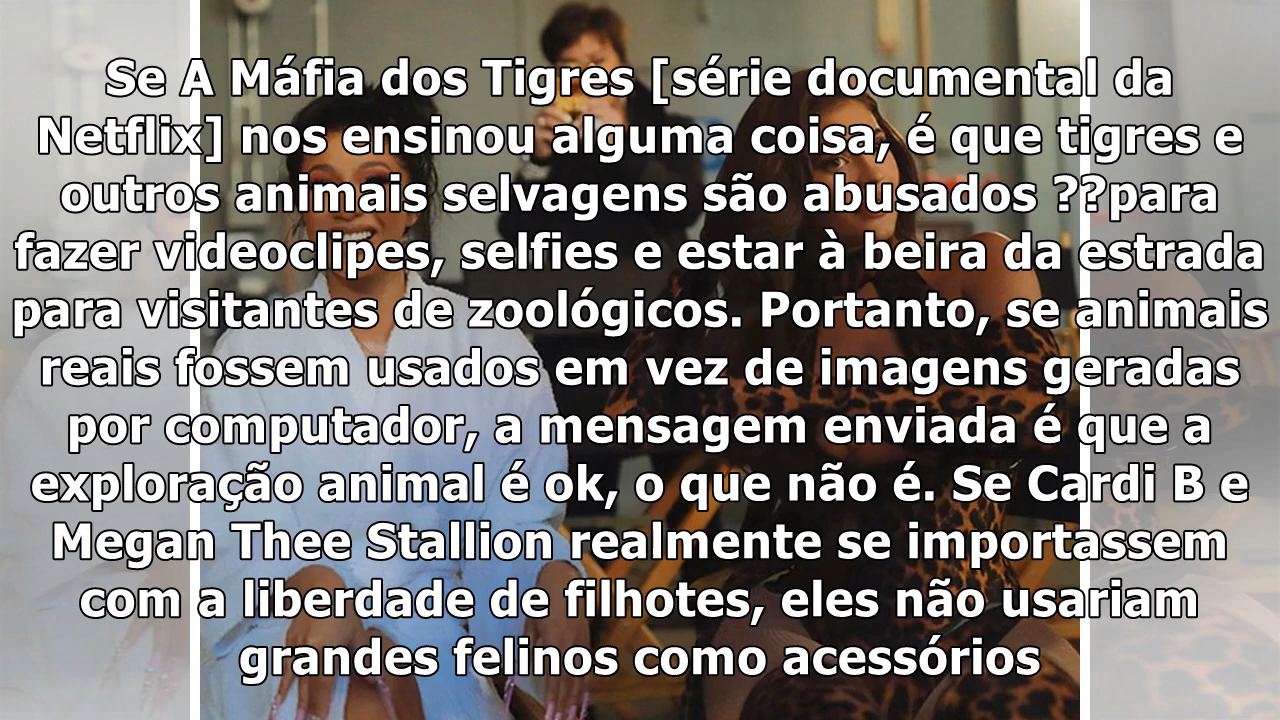 Se A Máfia dos Tigres [série documental da
Netflix] nos ensinou alguma coisa, é que tigres e
outros animais selvagens são abusados ??para
fazer videoclipes, selfies e estar à beira da estrada
para visitantes de zoológicos. Portanto, se animais
reais fossem usados em vez de imagens geradas
por computador, a mensagem enviada é que a
exploração animal é ok, o que não é. Se Cardi B e
Megan Thee Stallion realmente se importassem
com a liberdade de filhotes, eles não usariam
grandes felinos como acessórios